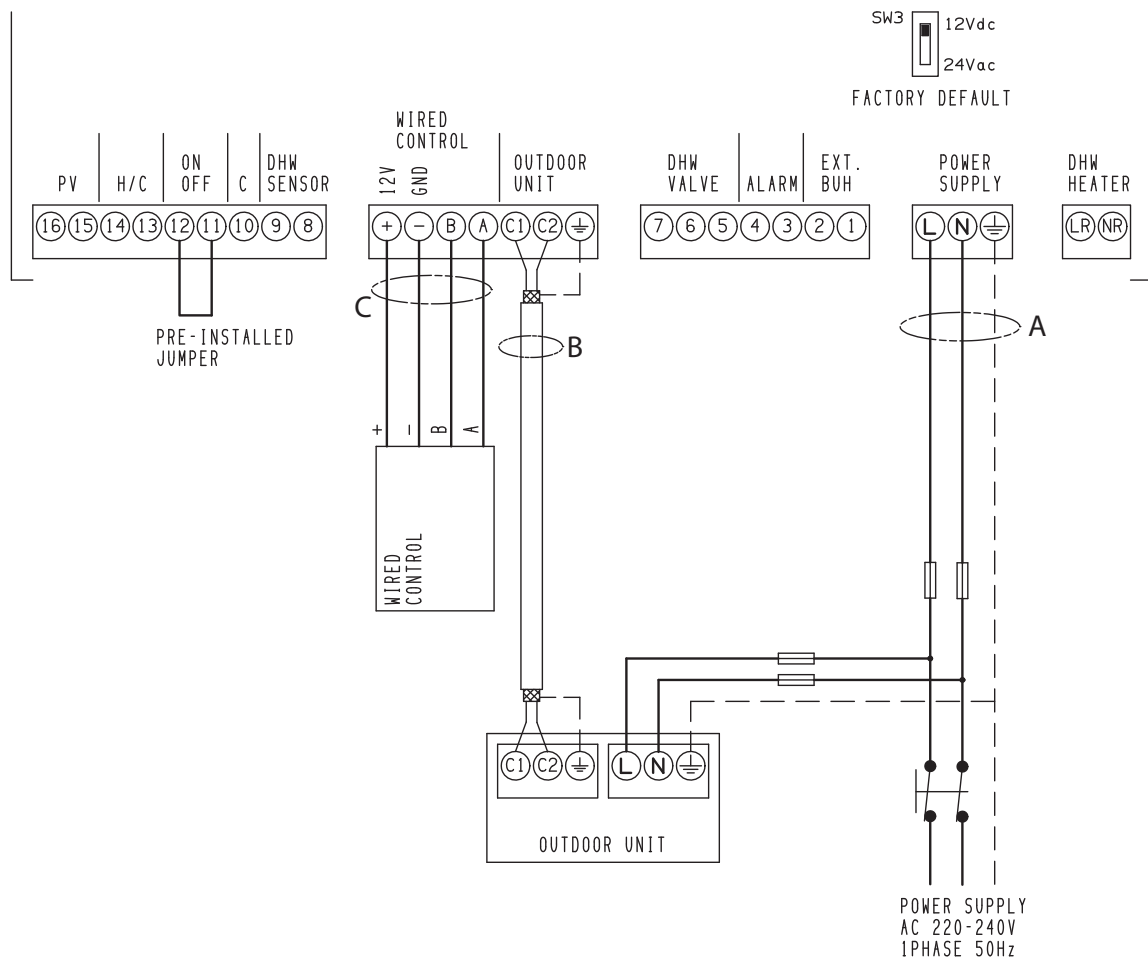 SW3
12Vdc
24Vac
FACTORY DEFAULT
PV
H/C
ON
OFF
C
DHW
SENSOR
WIRED
CONTROL
12V
GND
OUTDOOR
UNIT
DHW
VALVE
ALARM
EXT.
BUH
POWER
SUPPLY
DHW
HEATER
16 15 14 13 12 11 10 9 8
+ - B A C1 C2
7 6 5 4 3 2 1
L N
LR NR
C
B
A
PRE-INSTALLED
JUMPER
+ - B A
WIRED
CONTROL
C1 C2
L N
OUTDOOR UNIT
POWER SUPPLY
AC 220-240V
1PHASE 50Hz